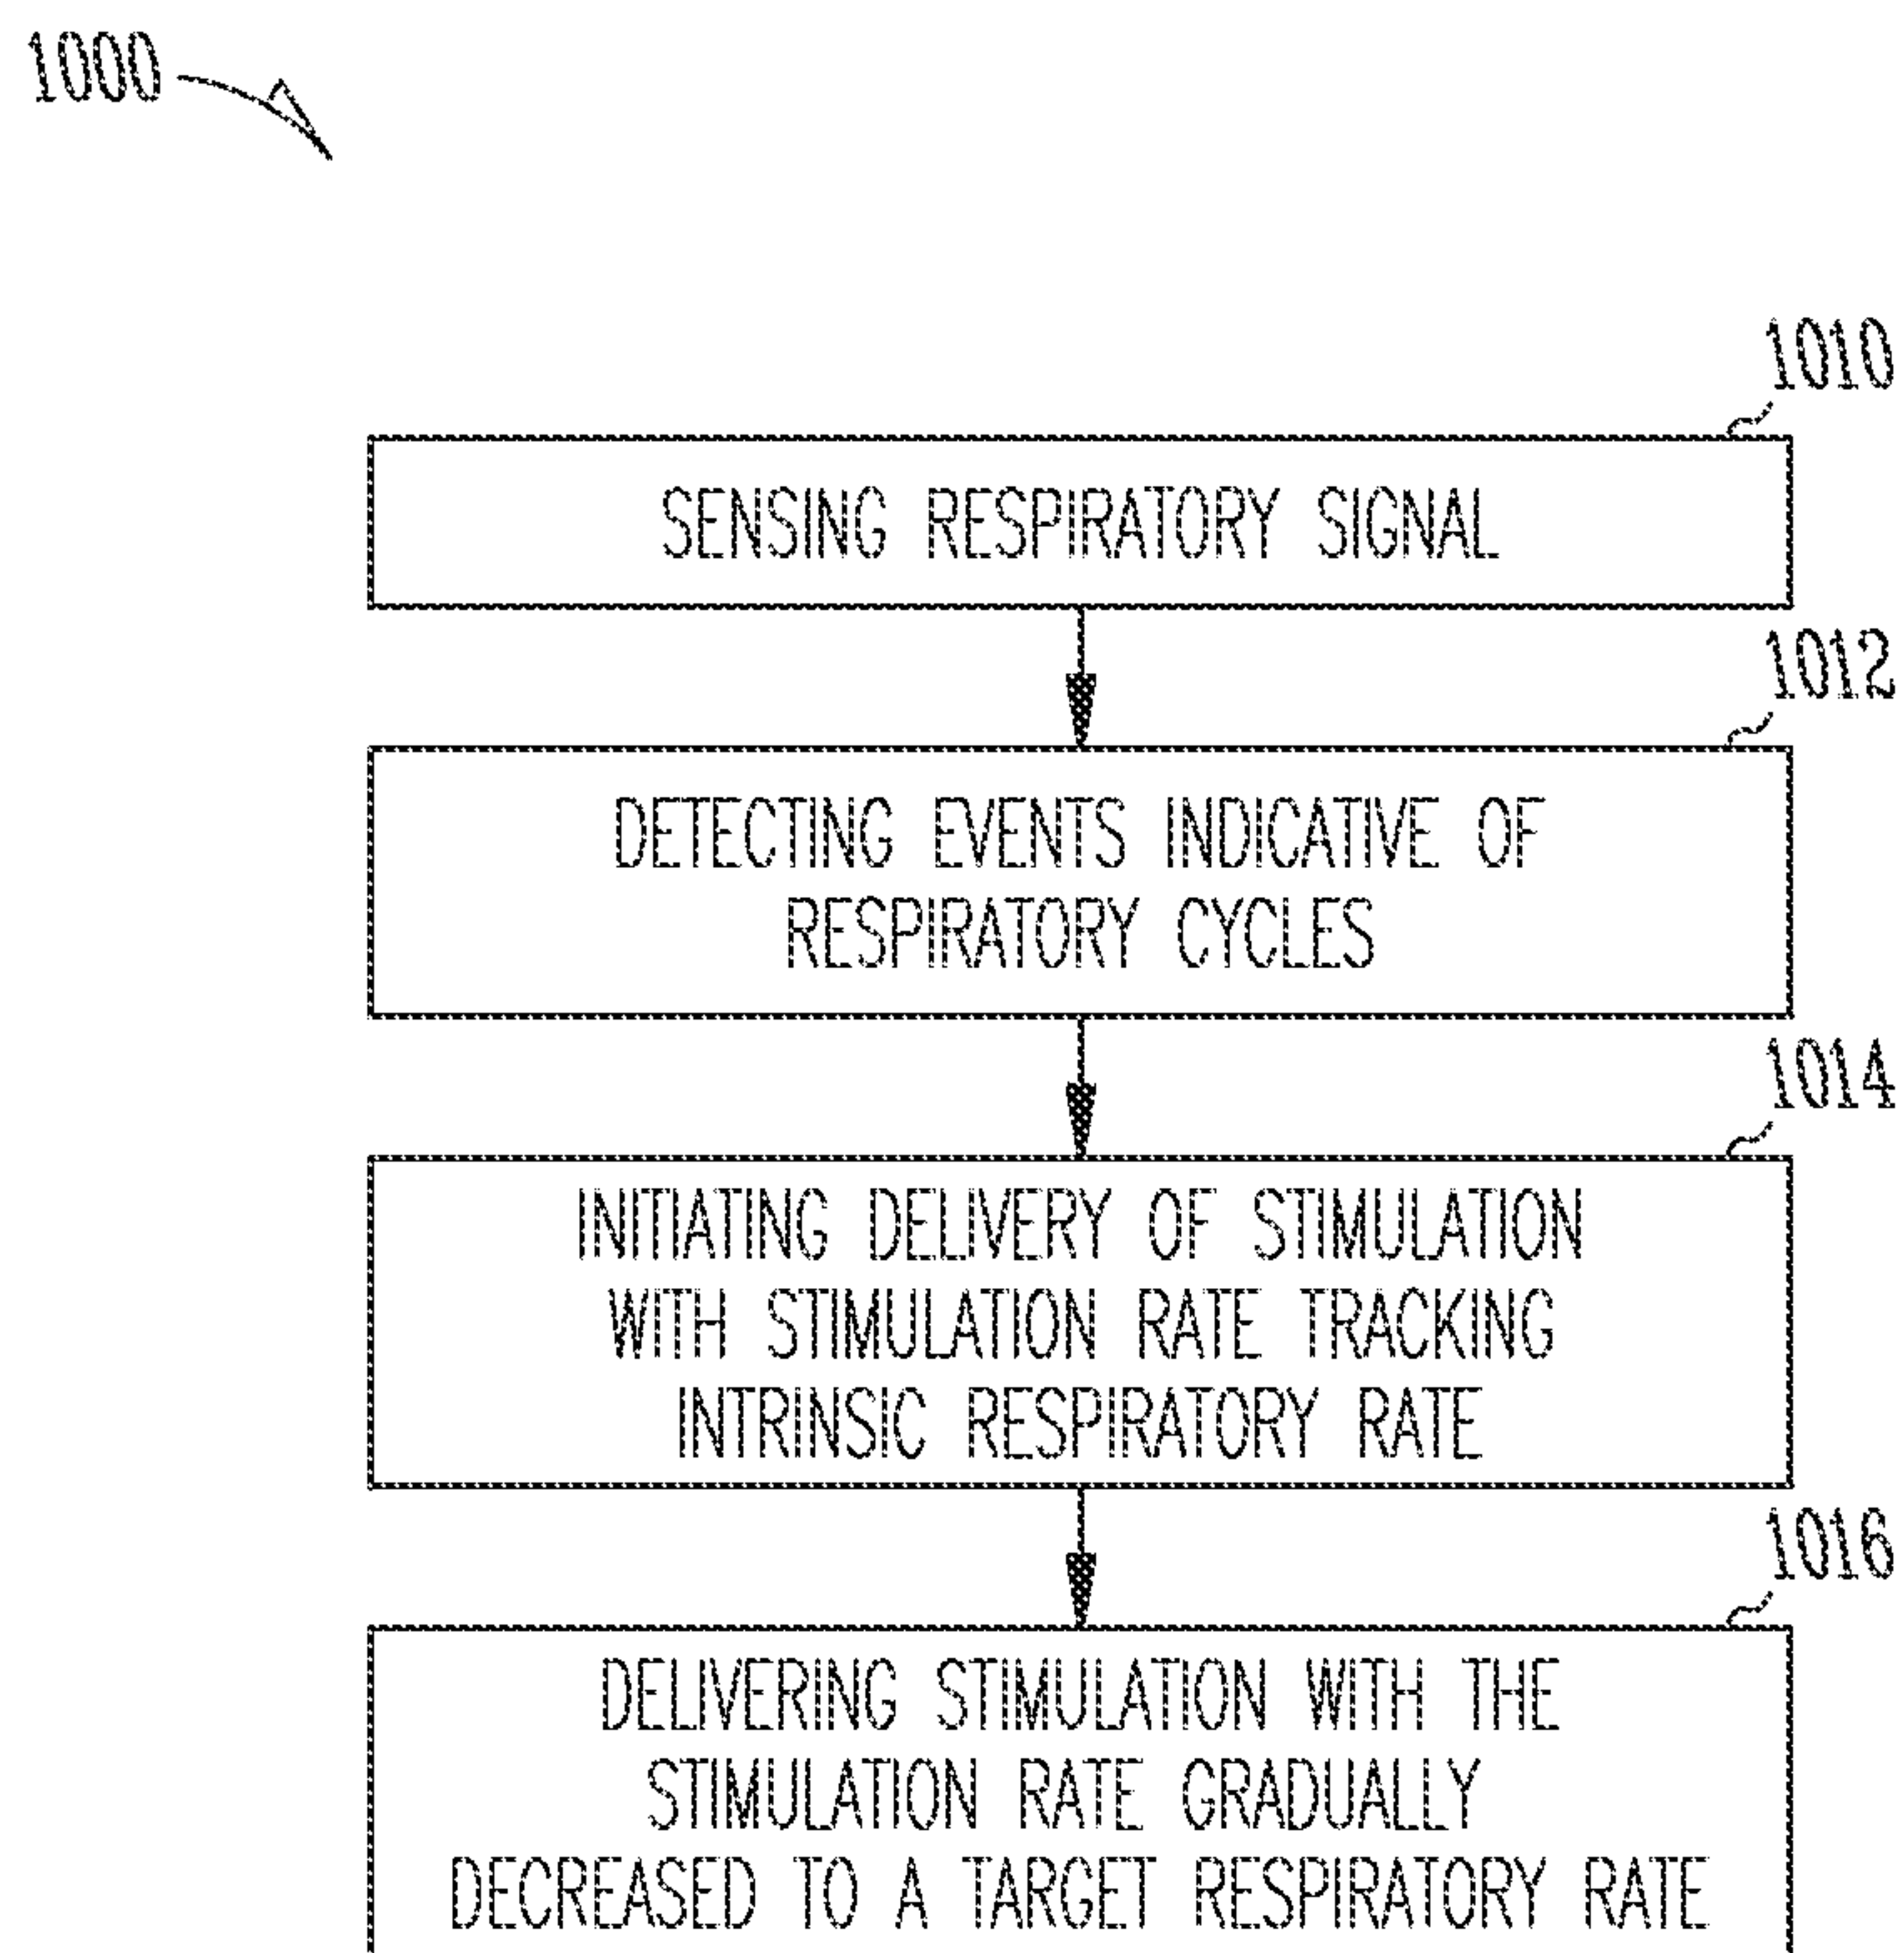 1000
1010
SENSING RESPIRATORY SIGNAL
1012
DETECTING EVENTS INDICATIVE OF
RESPIRATORY CYCLES
1014
INITIATING DELIVERY OF STIMULATION
WITH STIMULATION RATE TRACKING
INTRINSIC RESPIRATORY RATE
1016
DELIVERING STIMULATION WITH THE
STIMULATION RATE GRADUALLY
DECREASED TO A TARGET RESPIRATORY RATE